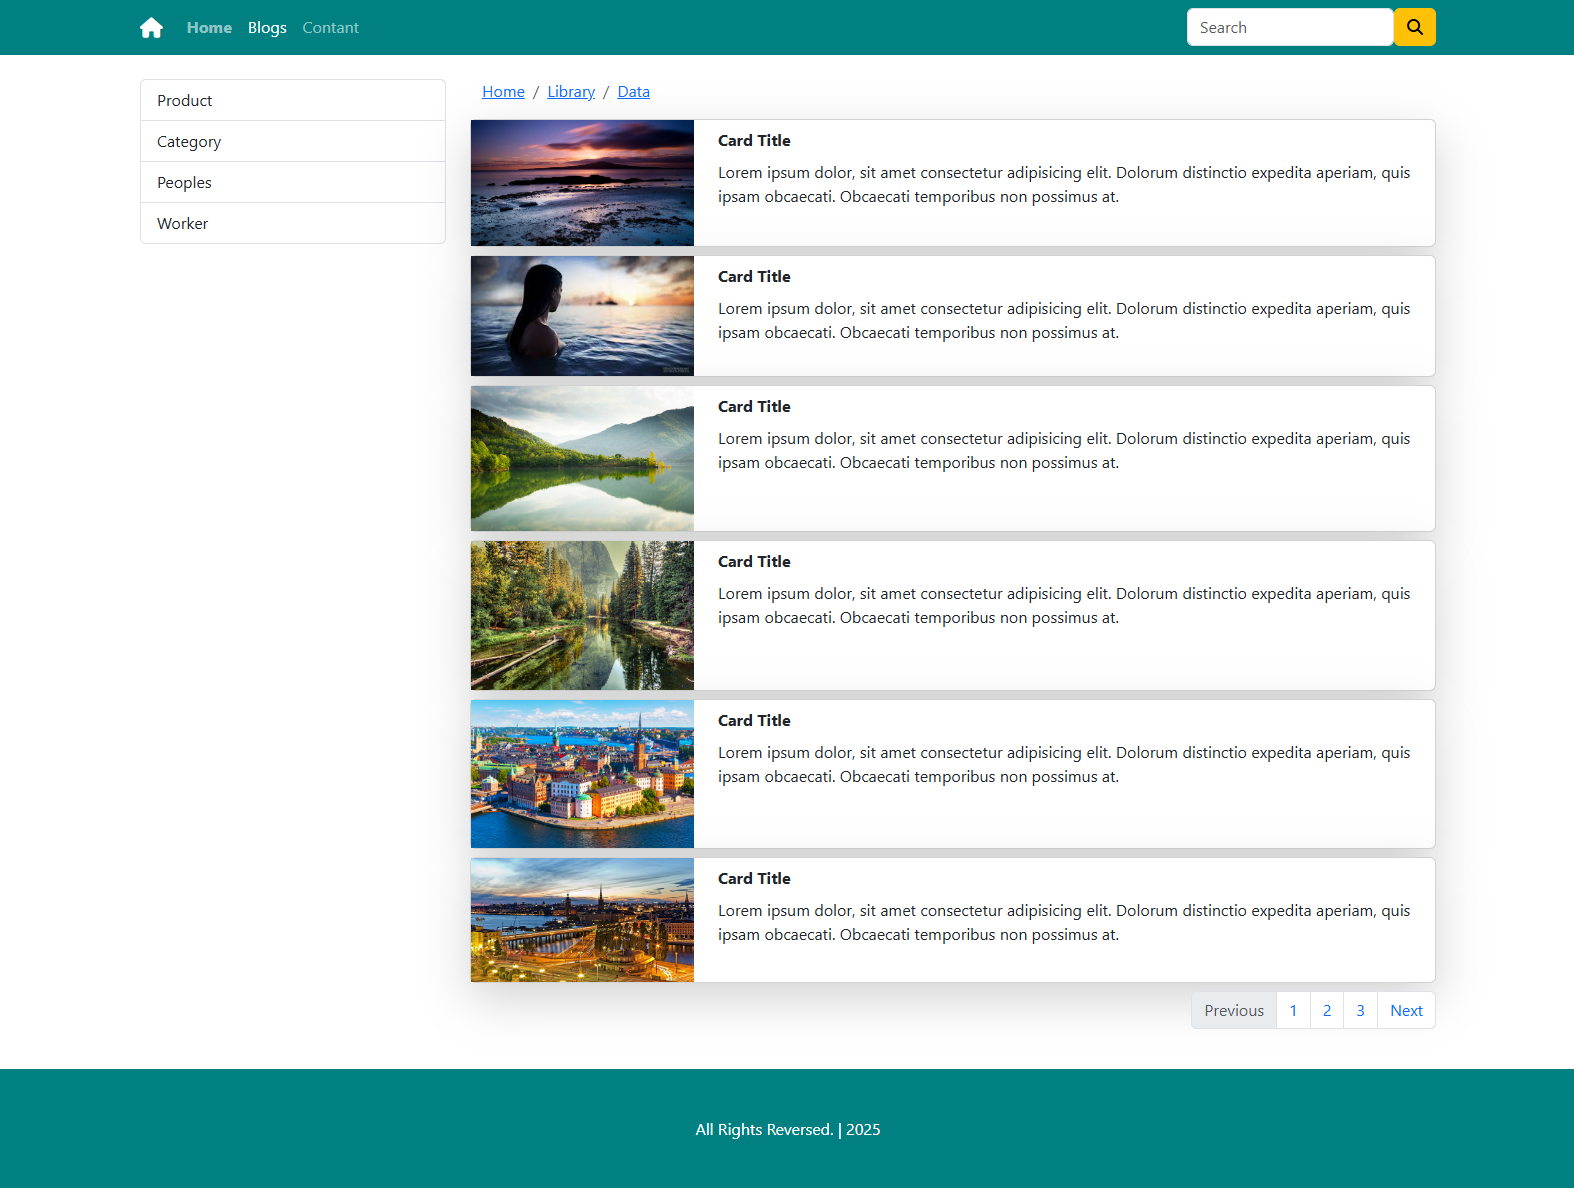 Home Blogs Contant Search
Product
Category
Peoples
Worker
Home / Library / Data
Card Title
Lorem ipsum dolor, sit amet consectetur adipisicing elit. Dolorum distinctio expedita aperiam, quis
ipsam obcaecati. Obcaecati temporibus non possimus at.
Card Title
Lorem ipsum dolor, sit amet consectetur adipisicing elit. Dolorum distinctio expedita aperiam, quis
ipsam obcaecati. Obcaecati temporibus non possimus at.
Card Title
Lorem ipsum dolor, sit amet consectetur adipisicing elit. Dolorum distinctio expedita aperiam, quis
ipsam obcaecati. Obcaecati temporibus non possimus at.
Card Title
Lorem ipsum dolor, sit amet consectetur adipisicing elit. Dolorum distinctio expedita aperiam, quis
ipsam obcaecati. Obcaecati temporibus non possimus at.
Card Title
Lorem ipsum dolor, sit amet consectetur adipisicing elit. Dolorum distinctio expedita aperiam, quis
ipsam obcaecati. Obcaecati temporibus non possimus at.
Card Title
Lorem ipsum dolor, sit amet consectetur adipisicing elit. Dolorum distinctio expedita aperiam, quis
ipsam obcaecati. Obcaecati temporibus non possimus at.
Previous 1 2 3 Next
All Rights Reversed. | 2025